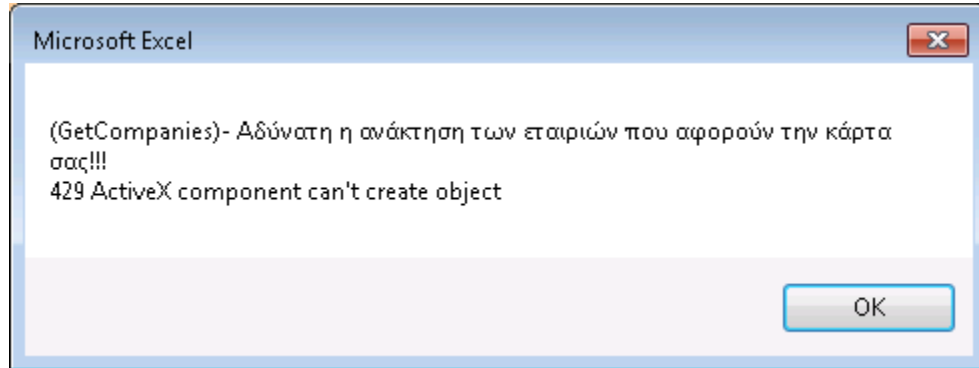 Microsoft Excel
(GetCompanies)- Αδύνατη η ανάκτηση των εταιριών που αφορούν την κάρτα
σας!!!
429 ActiveX component can't create object
OK